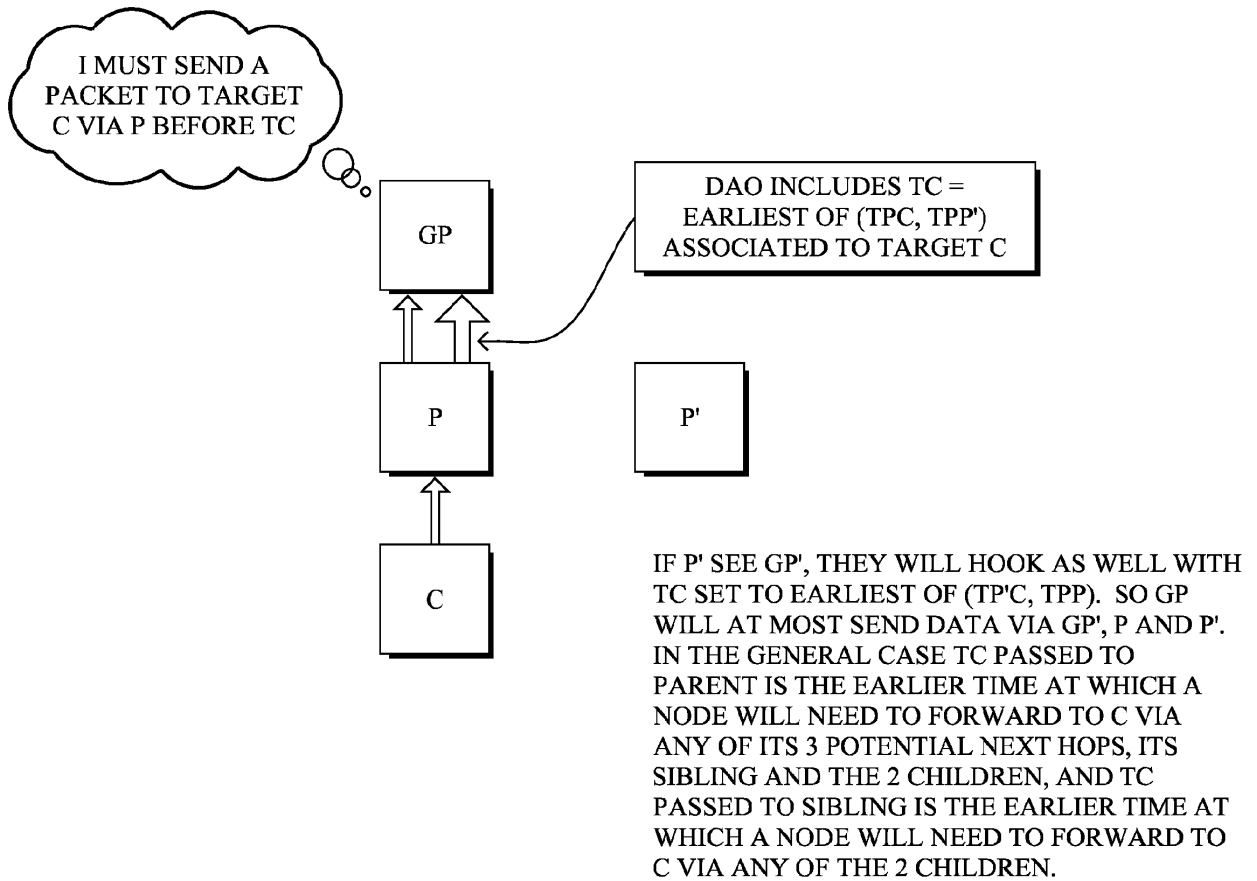 I MUST SEND A
PACKET TO TARGET
C VIA P BEFORE TC
DAO INCLUDES TC =
EARLIEST OF (TPC, TPP')
ASSOCIATED TO TARGET C
GP
P
P'
C
IF P' SEE GP', THEY WILL HOOK AS WELL WITH
TC SET TO EARLIEST OF (TP'C, TPP). SO GP
WILL AT MOST SEND DATA VIA GP', P AND P'.
IN THE GENERAL CASE TC PASSED TO
PARENT IS THE EARLIER TIME AT WHICH A
NODE WILL NEED TO FORWARD TO C VIA
ANY OF ITS 3 POTENTIAL NEXT HOPS, ITS
SIBLING AND THE 2 CHILDREN, AND TC
PASSED TO SIBLING IS THE EARLIER TIME AT
WHICH A NODE WILL NEED TO FORWARD TO
C VIA ANY OF THE 2 CHILDREN.